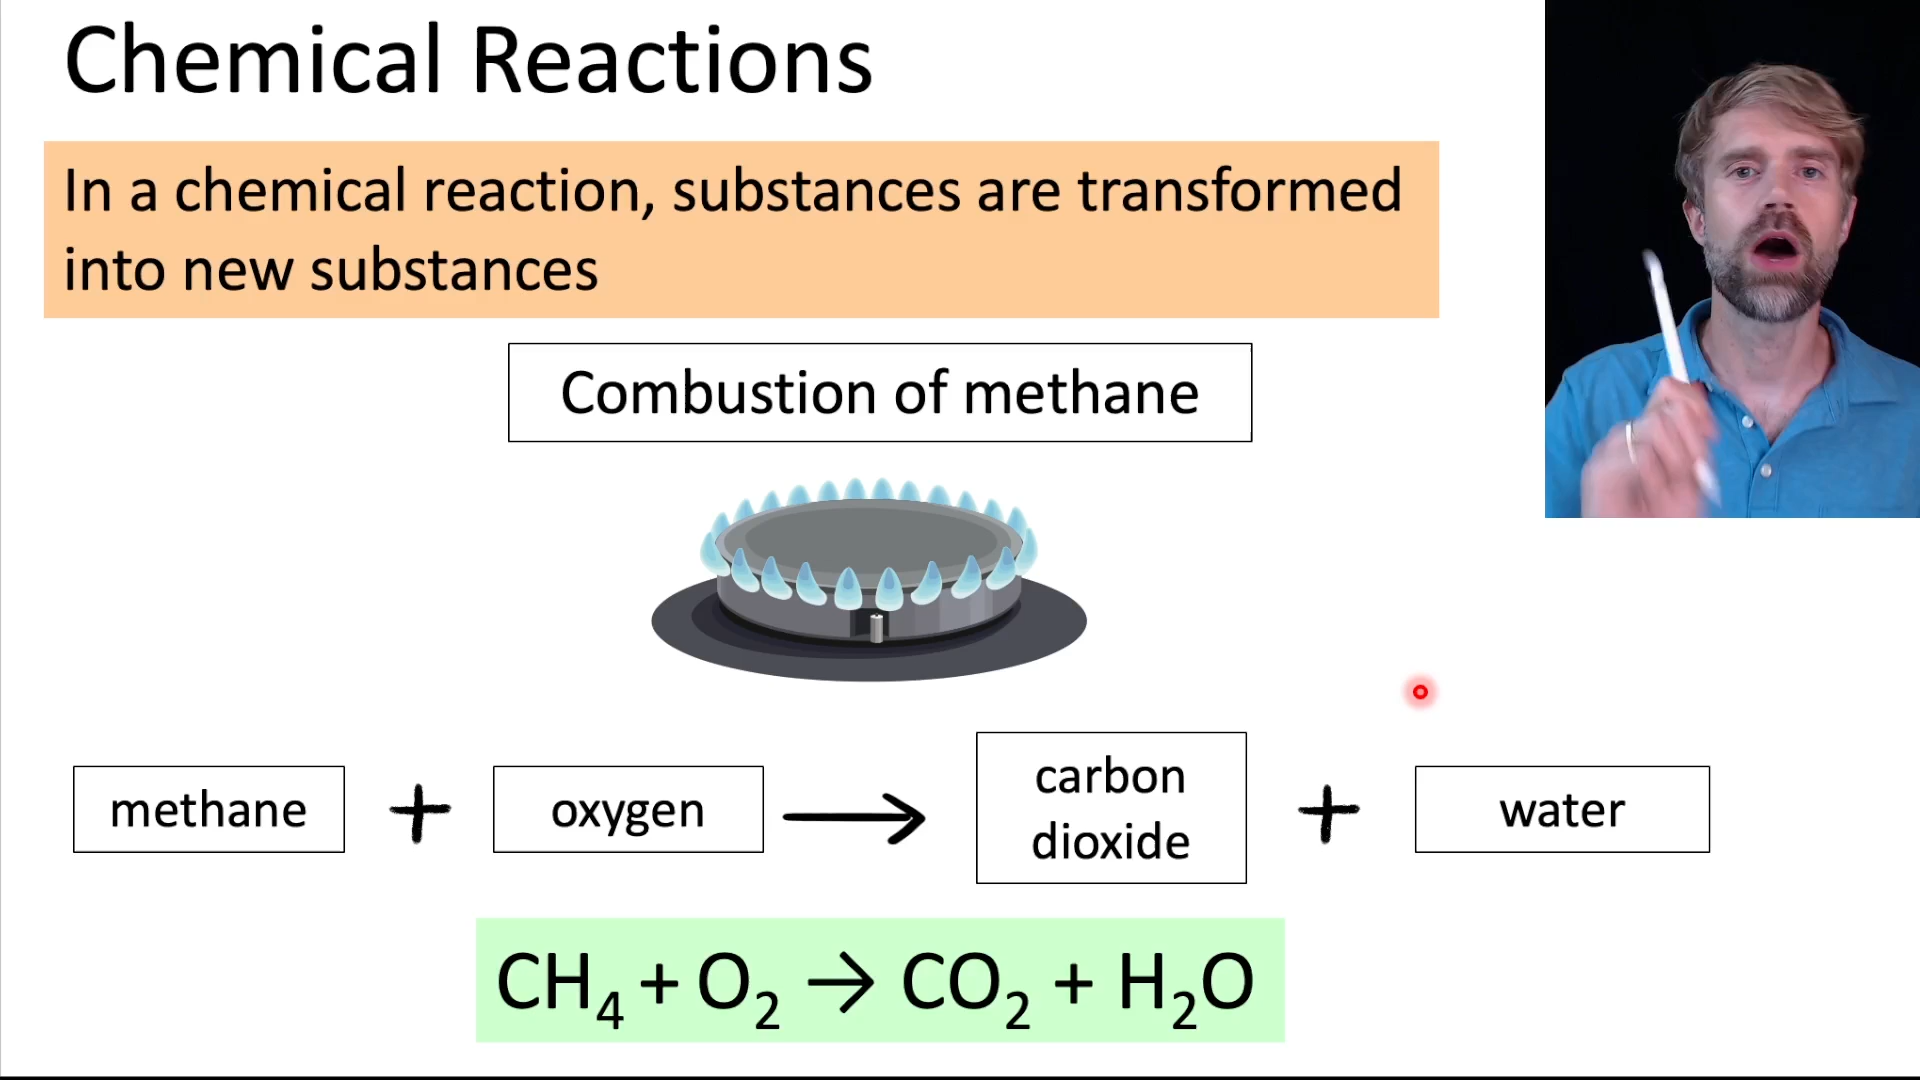 Chemical Reactions
In a chemical reaction, substances are transformed
into new substances
Combustion of methane
methane + oxygen → carbon dioxide + water
CH₄ + O₂ → CO₂ + H₂O